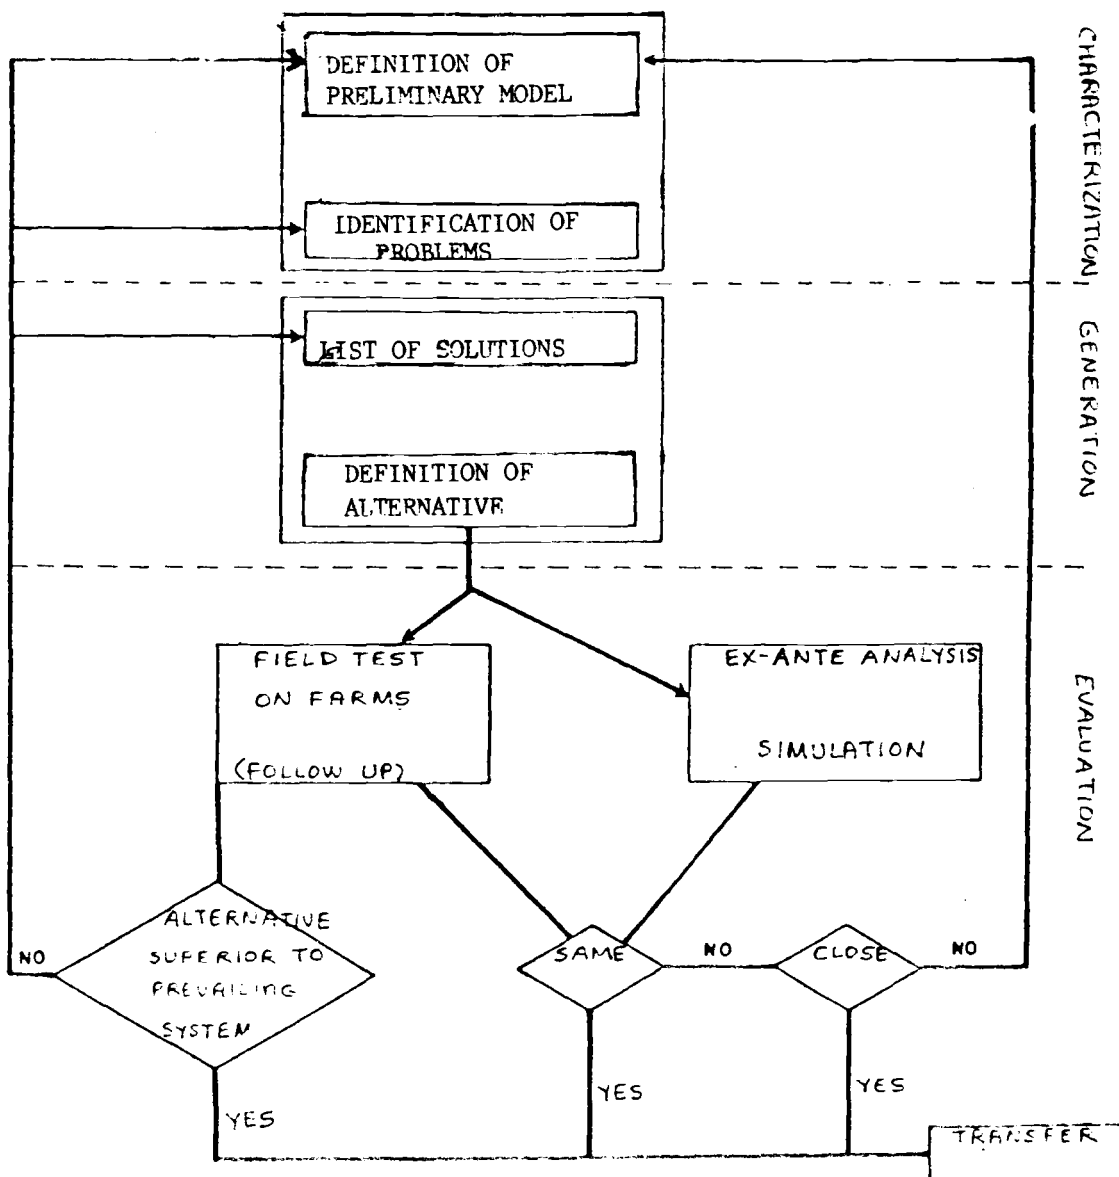 DEFINITION OF
PRELIMINARY MODEL
IDENTIFICATION OF
PROBLEMS
CHARACTERIZATION
LIST OF SOLUTIONS
DEFINITION OF
ALTERNATIVE
GENERATION
FIELD TEST
ON FARMS
(FOLLOW UP)
EX-ANTE ANALYSIS
SIMULATION
EVALUATION
ALTERNATIVE
SUPERIOR TO
PREVAILING
SYSTEM
NO
SAME
NO
CLOSE
NO
YES
YES
YES
TRANSFER